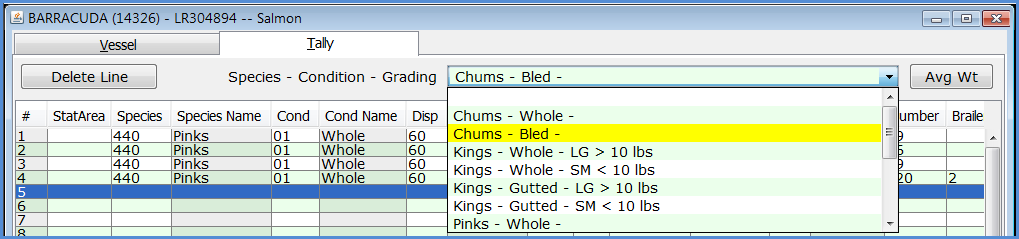 BARRACUDA (14326) - LR304894 -- Salmon
Vessel Tally
Delete Line Species - Condition - Grading Chums - Bled - Avg Wt
# StatArea Species Species Name Cond Cond Name Disp umber Braile
Chums - Whole -
Chums - Bled -
Kings - Whole - LG > 10 lbs
Kings - Whole - SM < 10 lbs
Kings - Gutted - LG > 10 lbs
Kings - Gutted - SM < 10 lbs
Pinks - Whole -
1 440 Pinks 01 Whole 60 9
2 440 Pinks 01 Whole 60
3 440 Pinks 01 Whole 60 9
4 440 Pinks 01 Whole 60 20 2
5
6
7